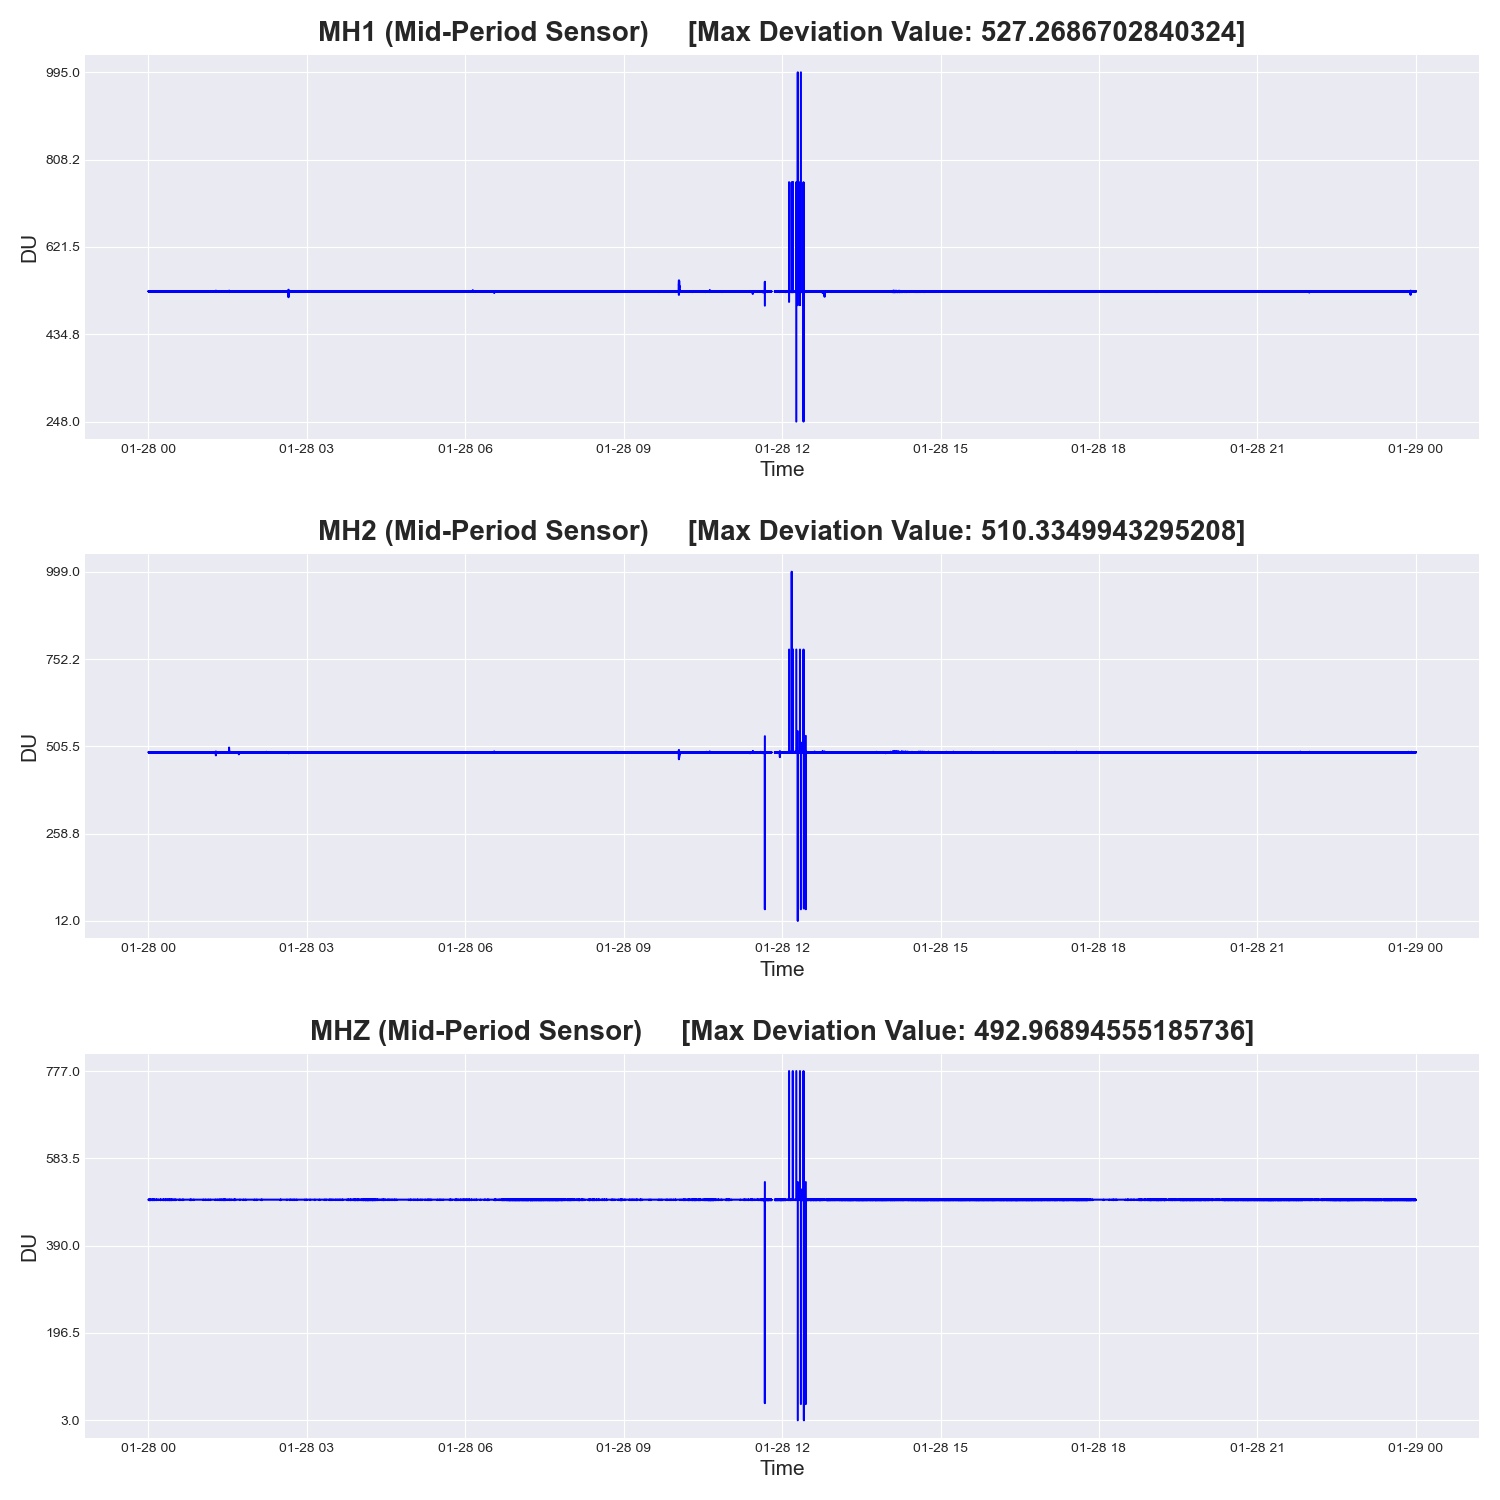 MH1 (Mid-Period Sensor) [Max Deviation Value: 527.2686702840324]
995.0
808.2
621.5
434.8
248.0
DU
01-28 00 01-28 03 01-28 06 01-28 09 01-28 12 01-28 15 01-28 18 01-28 21 01-29 00
Time
MH2 (Mid-Period Sensor) [Max Deviation Value: 510.3349943295208]
999.0
752.2
505.5
258.8
12.0
DU
01-28 00 01-28 03 01-28 06 01-28 09 01-28 12 01-28 15 01-28 18 01-28 21 01-29 00
Time
MHZ (Mid-Period Sensor) [Max Deviation Value: 492.96894555185736]
777.0
583.5
390.0
196.5
3.0
DU
01-28 00 01-28 03 01-28 06 01-28 09 01-28 12 01-28 15 01-28 18 01-28 21 01-29 00
Time